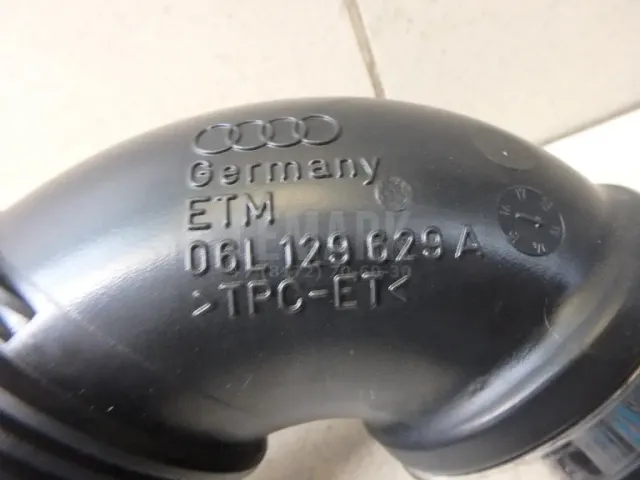 Germany
ETM
06L 129 629 A
>TPC-ET<